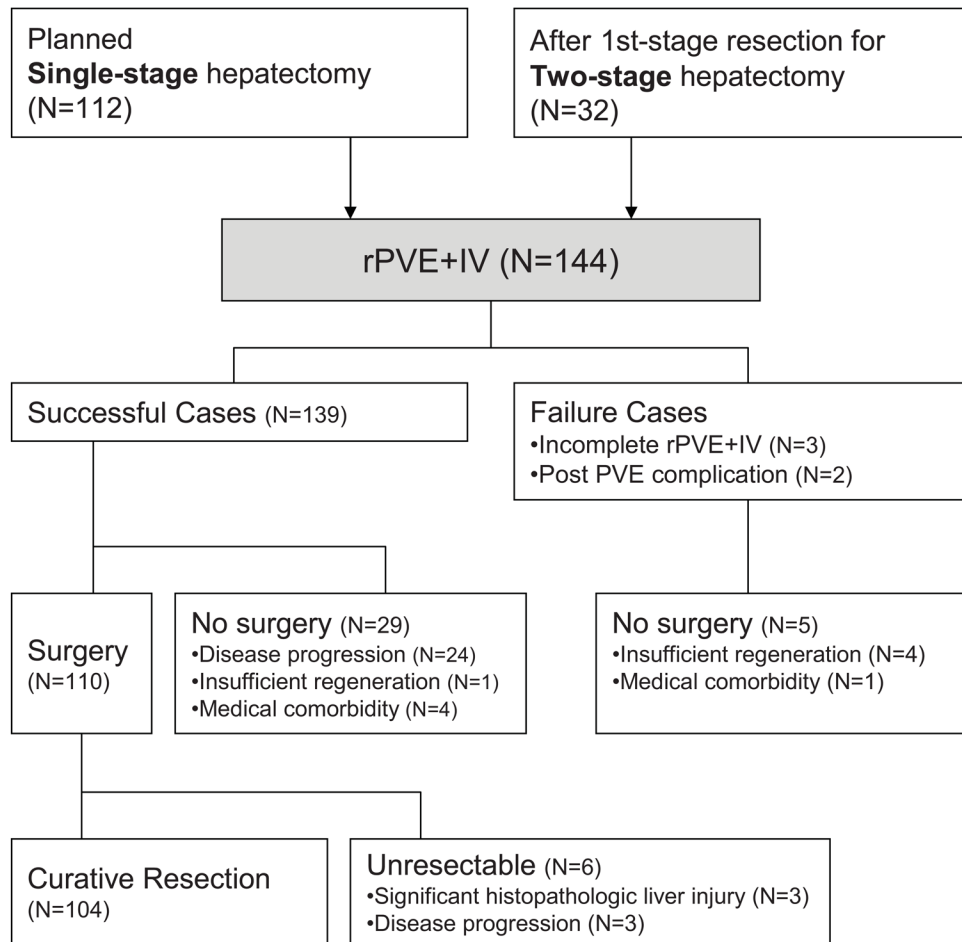 Planned
Single-stage hepatectomy
(N=112)
After 1st-stage resection for
Two-stage hepatectomy
(N=32)
rPVE+IV (N=144)
Successful Cases (N=139)
Failure Cases
•Incomplete rPVE+IV (N=3)
•Post PVE complication (N=2)
Surgery
(N=110)
No surgery (N=29)
•Disease progression (N=24)
•Insufficient regeneration (N=1)
•Medical comorbidity (N=4)
No surgery (N=5)
•Insufficient regeneration (N=4)
•Medical comorbidity (N=1)
Curative Resection
(N=104)
Unresectable (N=6)
•Significant histopathologic liver injury (N=3)
•Disease progression (N=3)